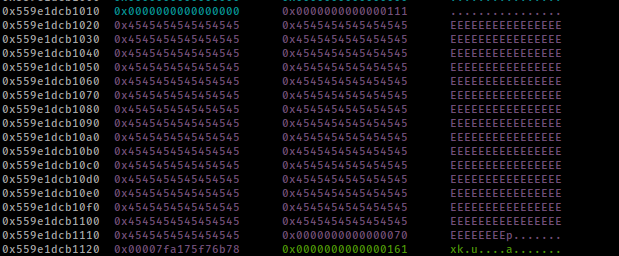 0x559e1dcb1010 0x0000000000000000 0x0000000000000111 ................
0x559e1dcb1020 0x4545454545454545 0x4545454545454545 EEEEEEEEEEEEEEEE
0x559e1dcb1030 0x4545454545454545 0x4545454545454545 EEEEEEEEEEEEEEEE
0x559e1dcb1040 0x4545454545454545 0x4545454545454545 EEEEEEEEEEEEEEEE
0x559e1dcb1050 0x4545454545454545 0x4545454545454545 EEEEEEEEEEEEEEEE
0x559e1dcb1060 0x4545454545454545 0x4545454545454545 EEEEEEEEEEEEEEEE
0x559e1dcb1070 0x4545454545454545 0x4545454545454545 EEEEEEEEEEEEEEEE
0x559e1dcb1080 0x4545454545454545 0x4545454545454545 EEEEEEEEEEEEEEEE
0x559e1dcb1090 0x4545454545454545 0x4545454545454545 EEEEEEEEEEEEEEEE
0x559e1dcb10a0 0x4545454545454545 0x4545454545454545 EEEEEEEEEEEEEEEE
0x559e1dcb10b0 0x4545454545454545 0x4545454545454545 EEEEEEEEEEEEEEEE
0x559e1dcb10c0 0x4545454545454545 0x4545454545454545 EEEEEEEEEEEEEEEE
0x559e1dcb10d0 0x4545454545454545 0x4545454545454545 EEEEEEEEEEEEEEEE
0x559e1dcb10e0 0x4545454545454545 0x4545454545454545 EEEEEEEEEEEEEEEE
0x559e1dcb10f0 0x4545454545454545 0x4545454545454545 EEEEEEEEEEEEEEEE
0x559e1dcb1100 0x4545454545454545 0x4545454545454545 EEEEEEEEEEEEEEEE
0x559e1dcb1110 0x4545454545454545 0x0000000000000070 EEEEEEEEp.......
0x559e1dcb1120 0x00007fa175f76b78 0x0000000000000161 xk.u....a.......